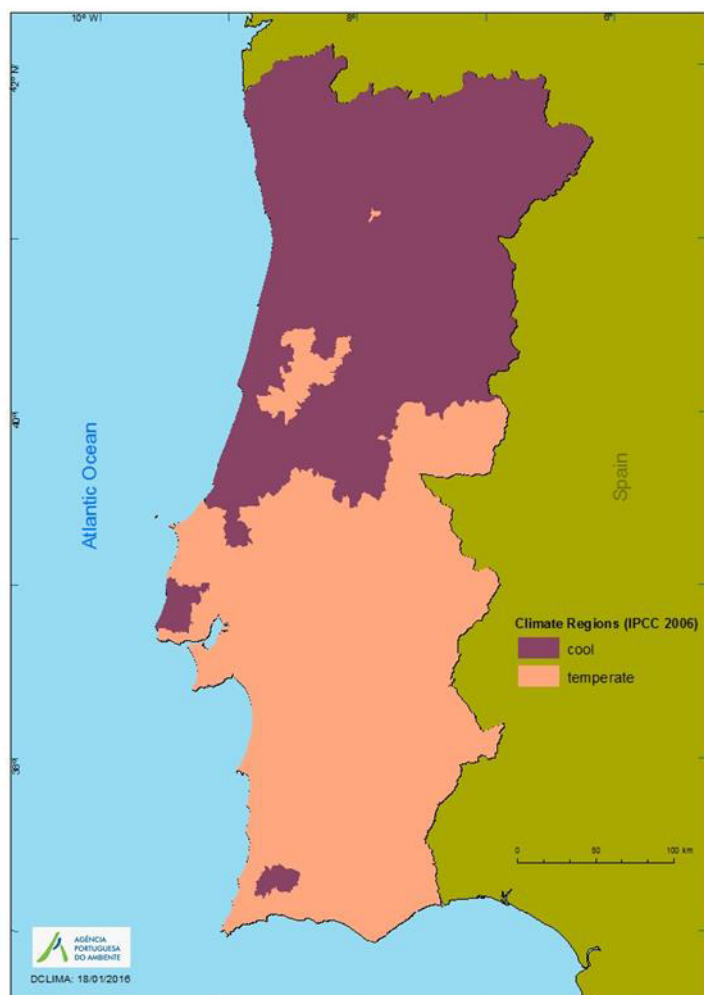 10° W
8°
6°
42° N
40°
38°
Atlantic Ocean
Spain
Climate Regions (IPCC 2006)
cool
temperate
0 50 100 km
AGÊNCIA
PORTUGUESA
DO AMBIENTE
DCLIMA: 18/01/2016